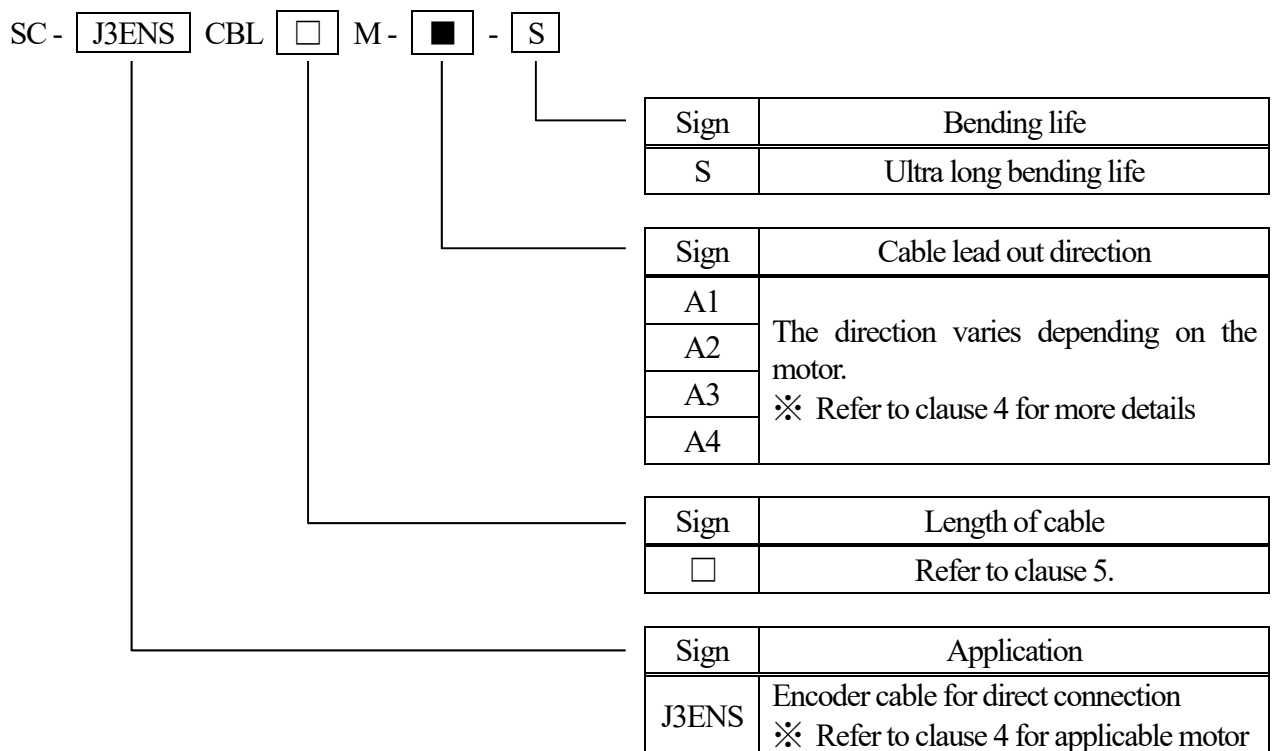 SC - J3ENS CBL □ M - ■ - S
Sign Bending life
S Ultra long bending life
Sign Cable lead out direction
A1
A2
A3
A4
The direction varies depending on the
motor.
※ Refer to clause 4 for more details
Sign Length of cable
□ Refer to clause 5.
Sign Application
J3ENS
Encoder cable for direct connection
※ Refer to clause 4 for applicable motor